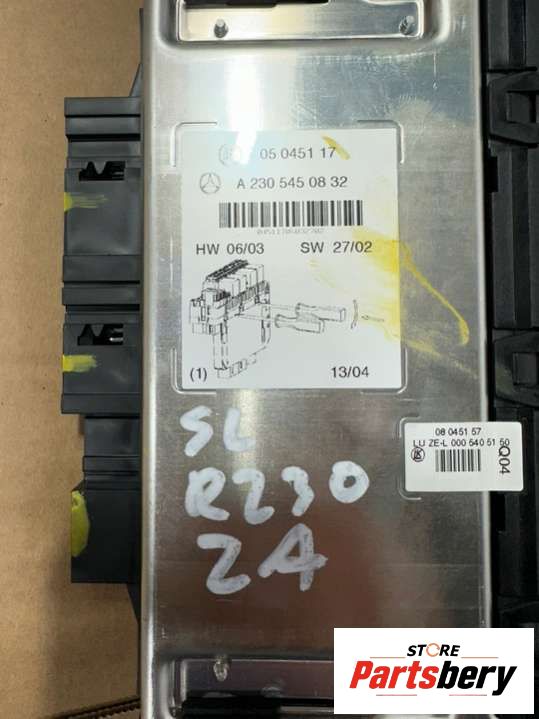 05 0451 17
A 230 545 08 32
HW 06/03 SW 27/02
(1) 13/04
08 0451 57
LU ZE-L 000 540 51 50
Q04
SL
R230
ZA
STORE
Partsbery